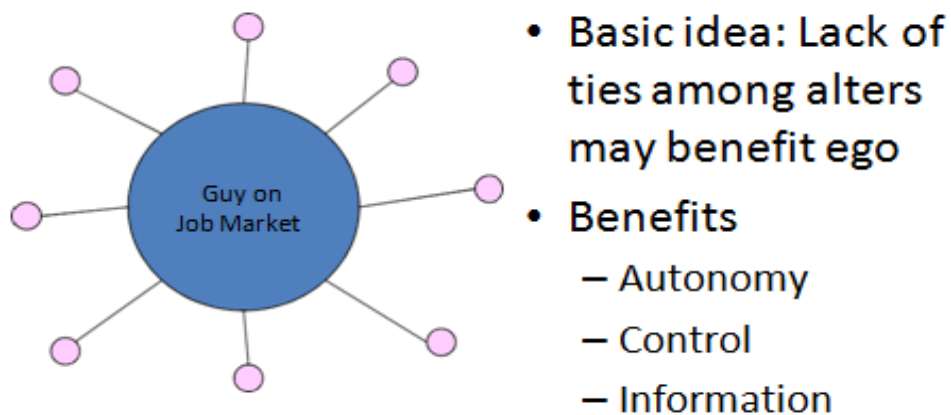 Guy on
Job Market
• Basic idea: Lack of
ties among alters
may benefit ego
• Benefits
– Autonomy
– Control
– Information